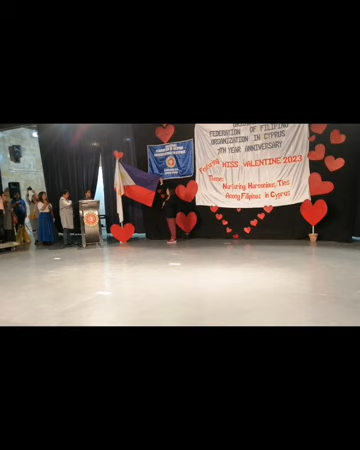 FEDERATION OF FILIPINO
ORGANIZATION IN CYPRUS
7TH YEAR ANNIVERSARY
Featuring MISS VALENTINE 2023
Theme:
Nurturing Harmonious Ties
Among Filipinos in Cyprus